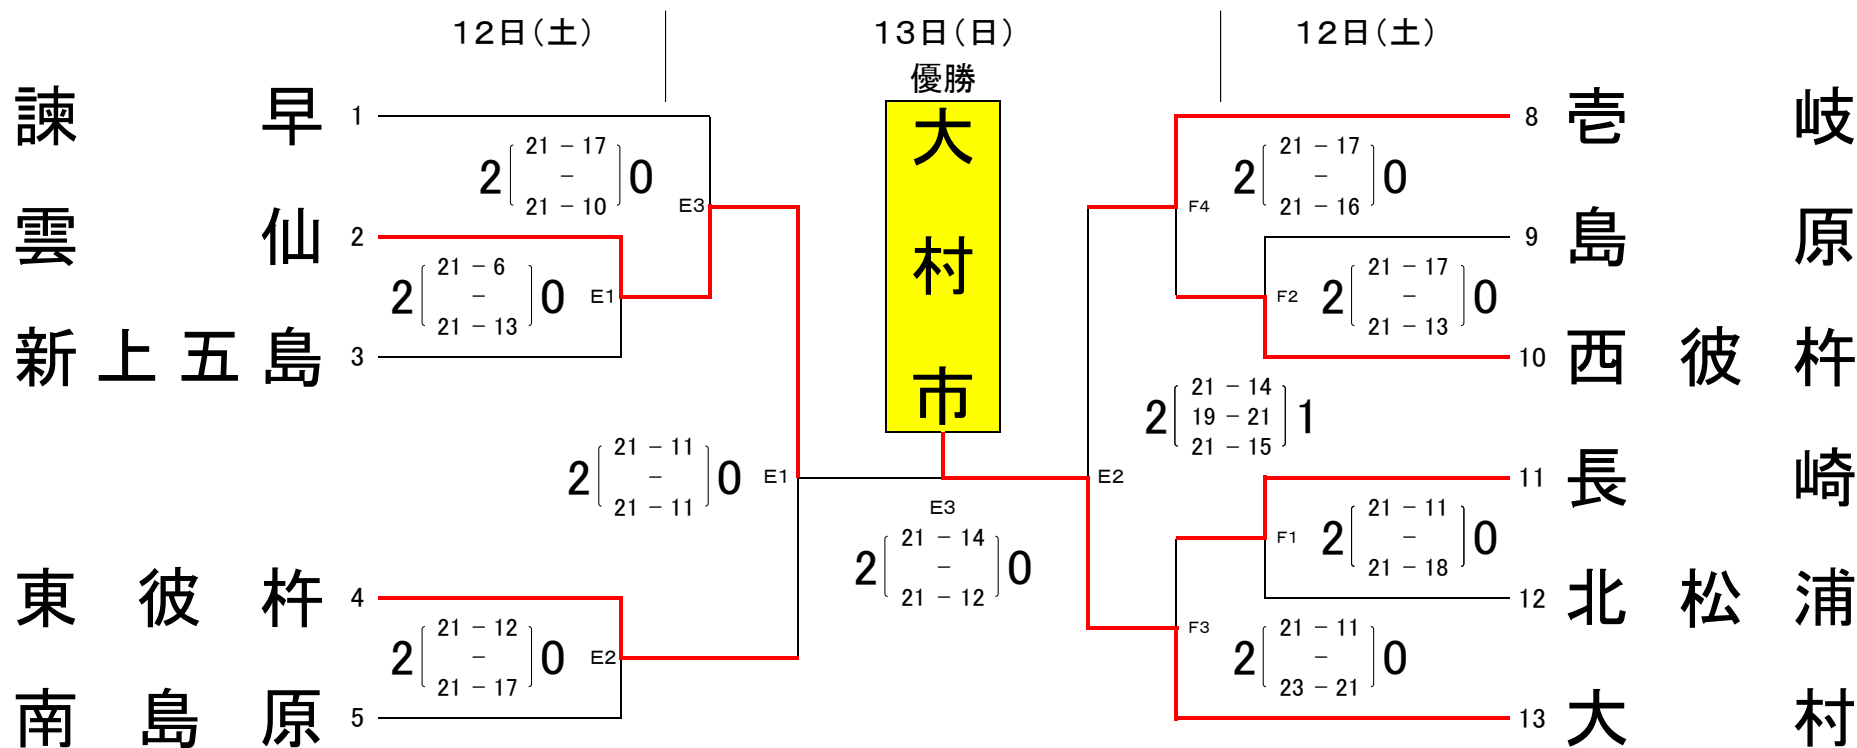 12日(土)
13日(日)
12日(土)
優勝
大村市
諫早 1
雲仙 2
新上五島 3
東彼杵 4
南島原 5
2 21 - 17 0
-
21 - 10
E3
2 21 - 6 0
-
21 - 13
E1
2 21 - 11 0
-
21 - 11
E1
2 21 - 12 0
-
21 - 17
E2
E3
2 21 - 14 0
-
21 - 12
8 壱岐
9 島原
10 西彼杵
11 長崎
12 北松浦
13 大村
F4
2 21 - 17 0
-
21 - 16
F2
2 21 - 17 0
-
21 - 13
E2
2 21 - 14 1
19 - 21
21 - 15
F1
2 21 - 11 0
-
21 - 18
F3
2 21 - 11 0
-
23 - 21